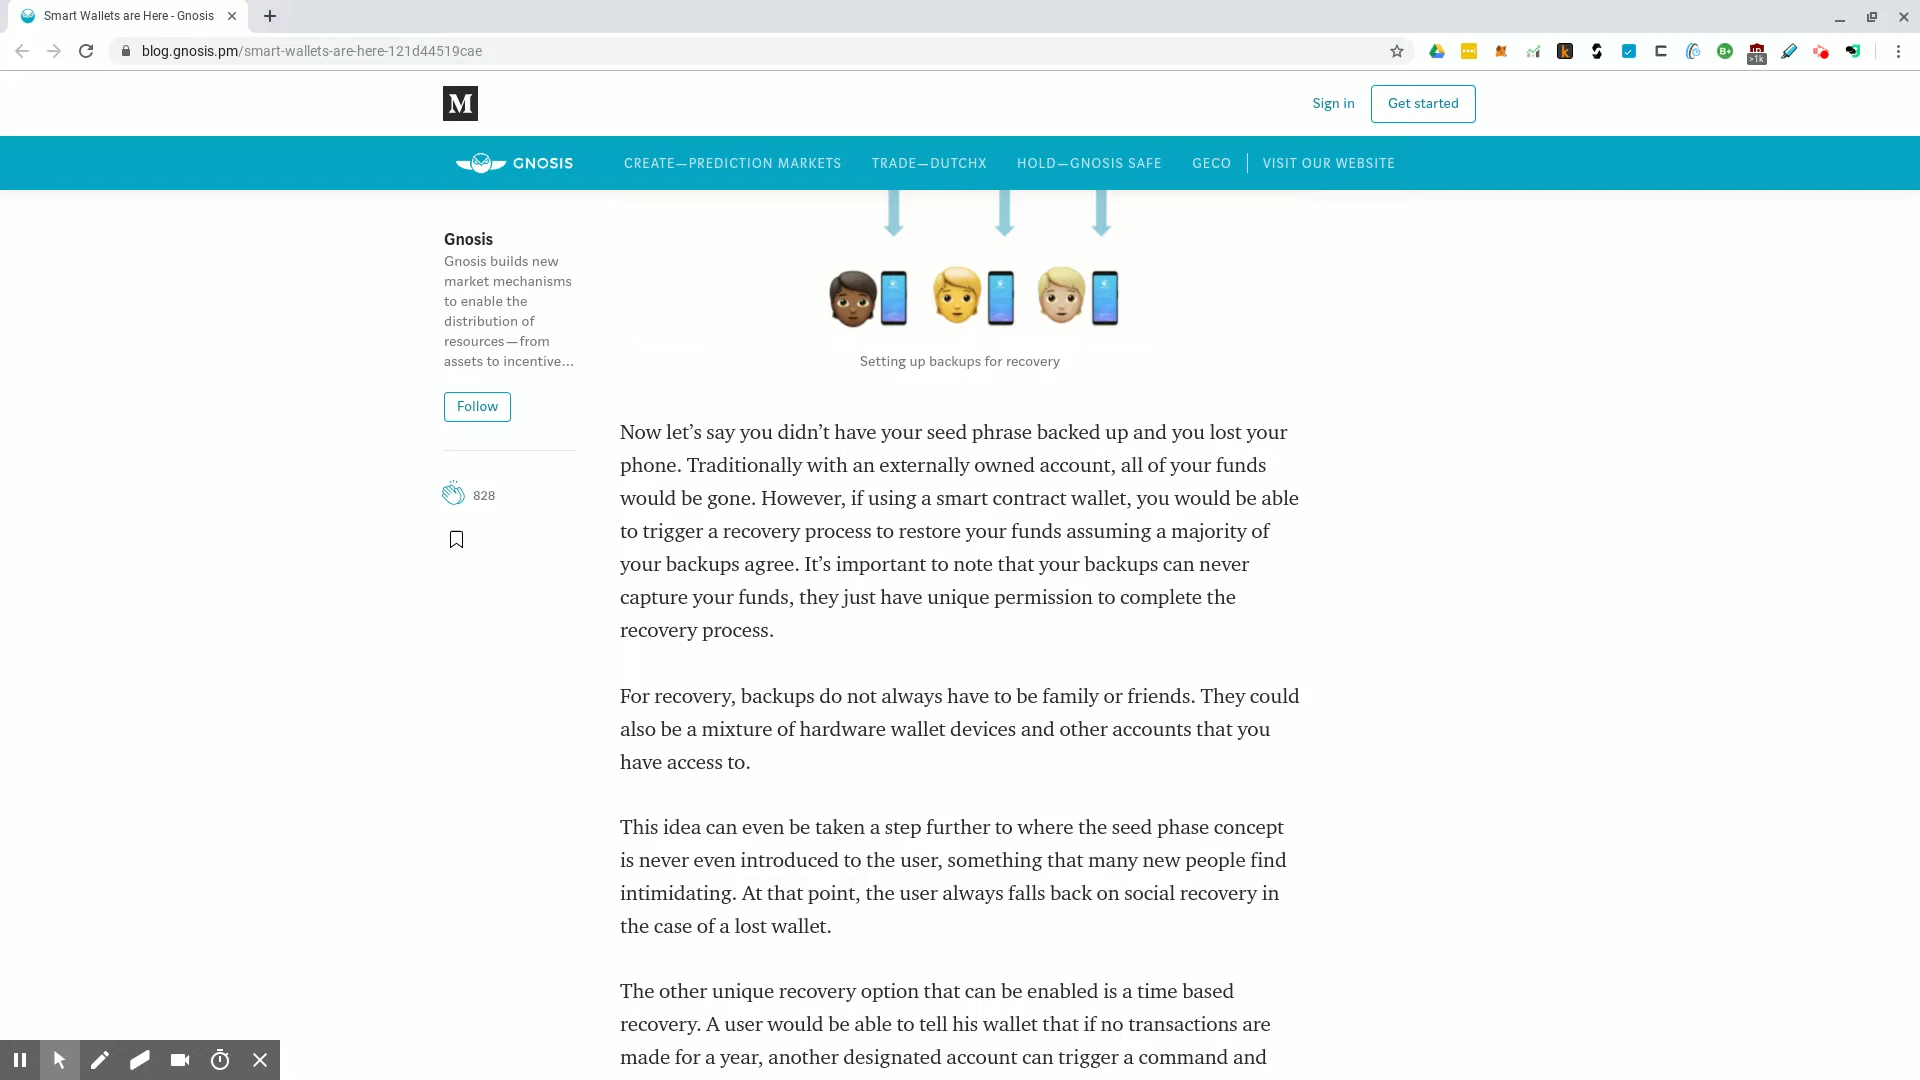 Smart Wallets are Here - Gnosis
blog.gnosis.pm/smart-wallets-are-here-121d44519cae
>1k
M
Sign in
Get started
GNOSIS
CREATE—PREDICTION MARKETS
TRADE—DUTCHX
HOLD—GNOSIS SAFE
GECO
VISIT OUR WEBSITE
Gnosis
Gnosis builds new
market mechanisms
to enable the
distribution of
resources — from
assets to incentive…
Follow
828
Setting up backups for recovery
Now let’s say you didn’t have your seed phrase backed up and you lost your
phone. Traditionally with an externally owned account, all of your funds
would be gone. However, if using a smart contract wallet, you would be able
to trigger a recovery process to restore your funds assuming a majority of
your backups agree. It’s important to note that your backups can never
capture your funds, they just have unique permission to complete the
recovery process.
For recovery, backups do not always have to be family or friends. They could
also be a mixture of hardware wallet devices and other accounts that you
have access to.
This idea can even be taken a step further to where the seed phase concept
is never even introduced to the user, something that many new people find
intimidating. At that point, the user always falls back on social recovery in
the case of a lost wallet.
The other unique recovery option that can be enabled is a time based
recovery. A user would be able to tell his wallet that if no transactions are
made for a year, another designated account can trigger a command and